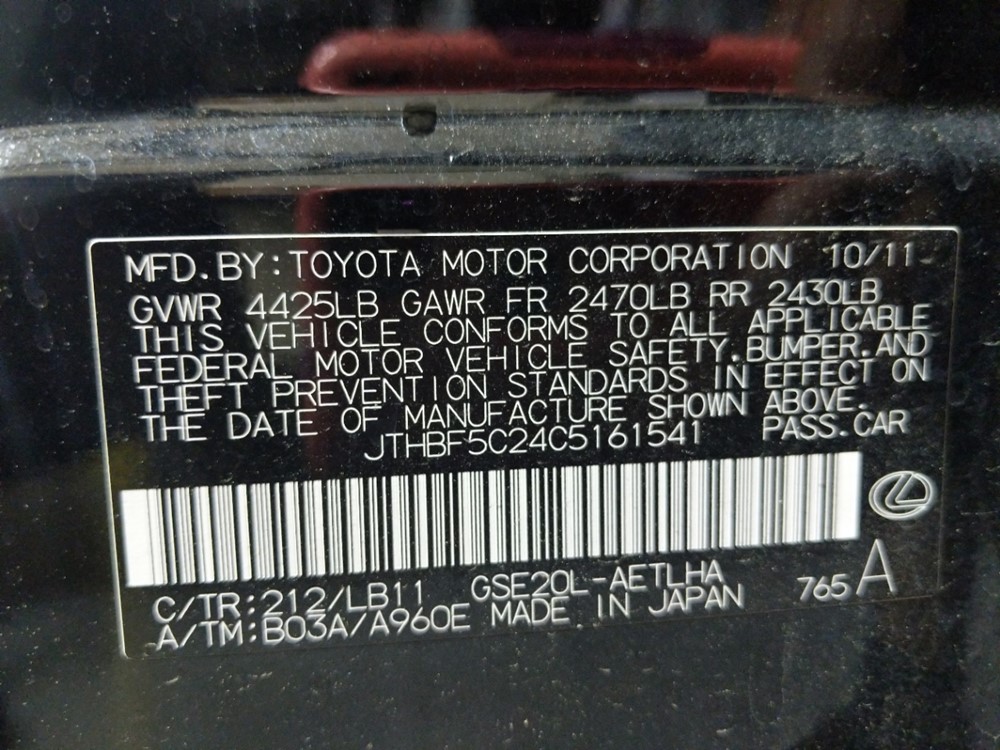 MFD.BY:TOYOTA MOTOR CORPORATION 10/11
GVWR 4425LB GAWR FR 2470LB RR 2430LB
THIS VEHICLE CONFORMS TO ALL APPLICABLE
FEDERAL MOTOR VEHICLE SAFETY.BUMPER.AND
THEFT PREVENTION STANDARDS IN EFFECT ON
THE DATE OF MANUFACTURE SHOWN ABOVE.
JTHBF5C24C5161541 PASS.CAR
C/TR:212/LB11 GSE20L-AETLHA 765 A
A/TM:B03A/A960E MADE IN JAPAN